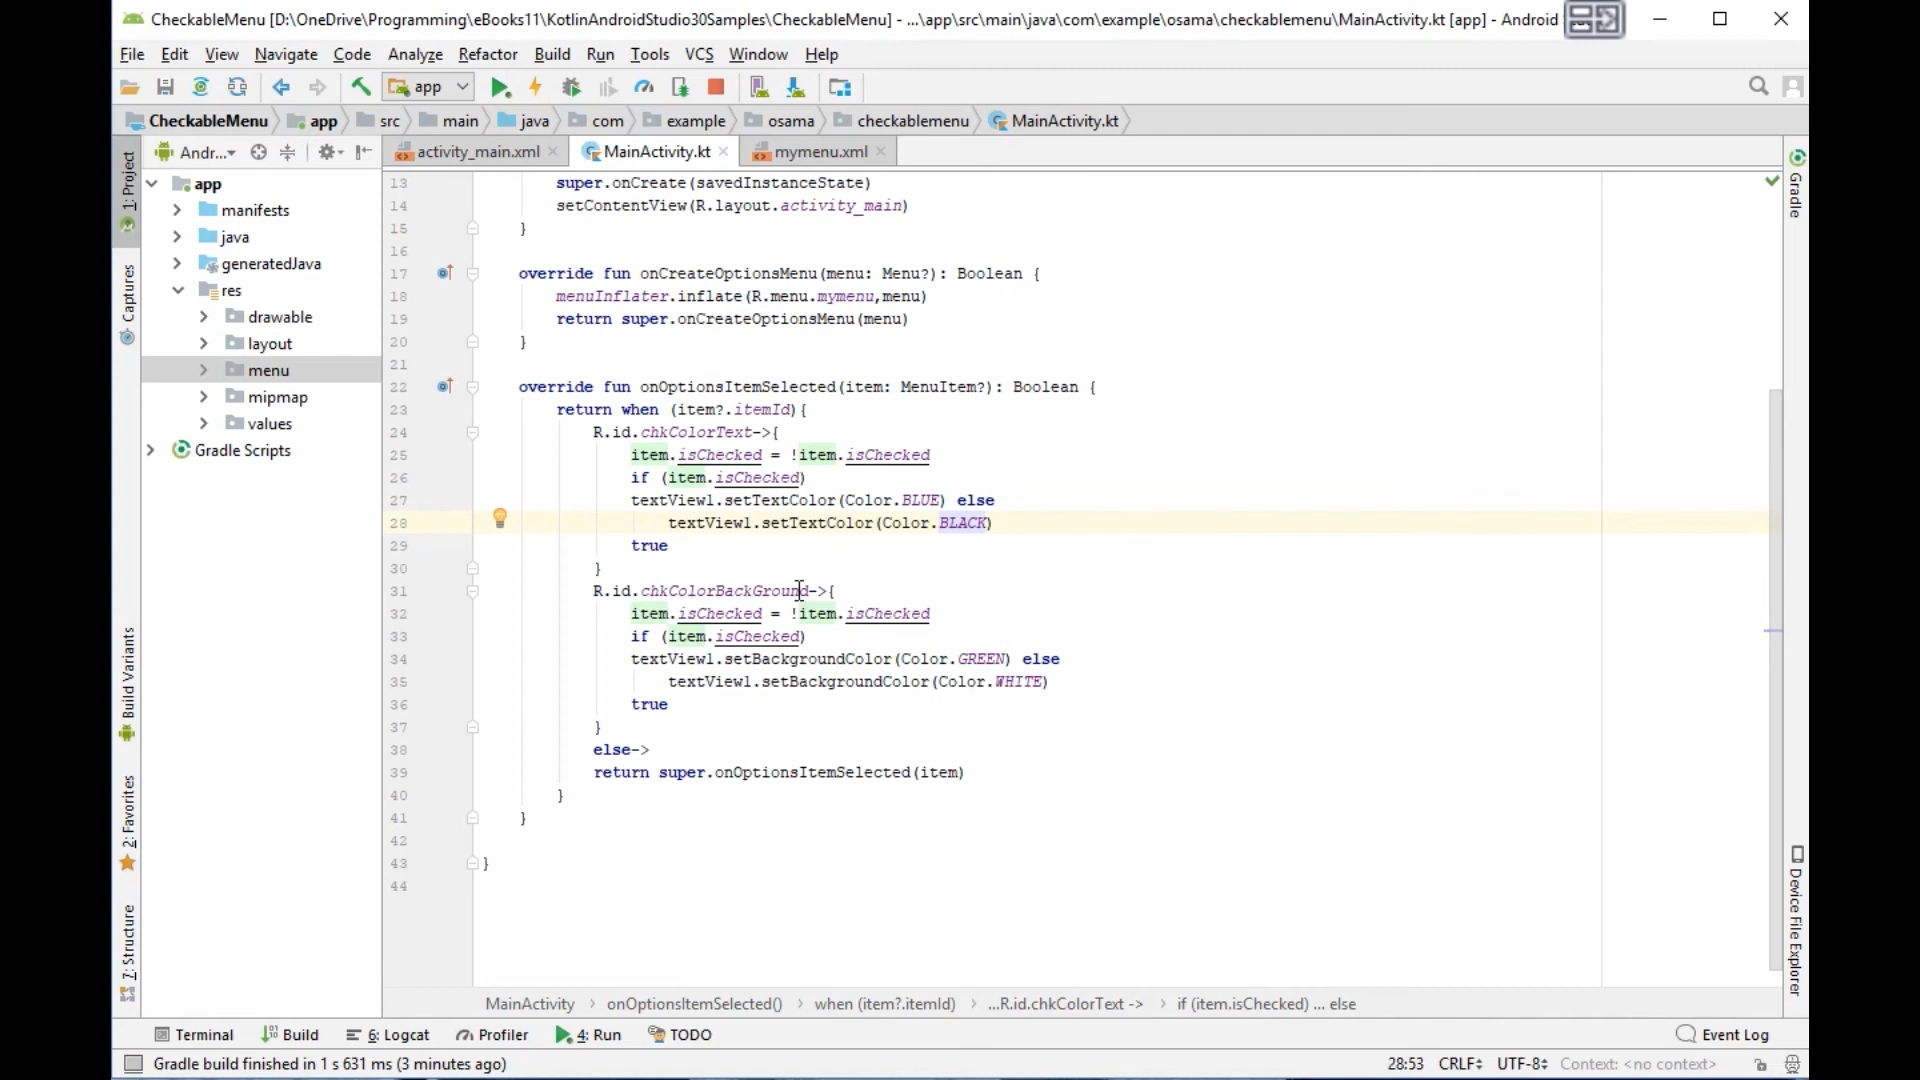 CheckableMenu [D:\OneDrive\Programming\eBooks11\KotlinAndroidStudio30Samples\CheckableMenu] - ...\app\src\main\java\com\example\osama\checkablemenu\MainActivity.kt [app] - Android
File Edit View Navigate Code Analyze Refactor Build Run Tools VCS Window Help
app
CheckableMenu app src main java com example osama checkablemenu MainActivity.kt
1: Project
Captures
Build Variants
2: Favorites
7: Structure
Andr...
app
manifests
java
generatedJava
res
drawable
layout
menu
mipmap
values
Gradle Scripts
activity_main.xml MainActivity.kt mymenu.xml
13 super.onCreate(savedInstanceState)
14 setContentView(R.layout.activity_main)
15 }
16
17 override fun onCreateOptionsMenu(menu: Menu?): Boolean {
18 menuInflater.inflate(R.menu.mymenu,menu)
19 return super.onCreateOptionsMenu(menu)
20 }
21
22 override fun onOptionsItemSelected(item: MenuItem?): Boolean {
23 return when (item?.itemId){
24 R.id.chkColorText->{
25 item.isChecked = !item.isChecked
26 if (item.isChecked)
27 textView1.setTextColor(Color.BLUE) else
28 textView1.setTextColor(Color.BLACK)
29 true
30 }
31 R.id.chkColorBackGround->{
32 item.isChecked = !item.isChecked
33 if (item.isChecked)
34 textView1.setBackgroundColor(Color.GREEN) else
35 textView1.setBackgroundColor(Color.WHITE)
36 true
37 }
38 else->
39 return super.onOptionsItemSelected(item)
40 }
41 }
42
43 }
44
Gradle
Device File Explorer
MainActivity > onOptionsItemSelected() > when (item?.itemId) > ...R.id.chkColorText -> > if (item.isChecked) ... else
Terminal Build 6: Logcat Profiler 4: Run TODO Event Log
Gradle build finished in 1 s 631 ms (3 minutes ago) 28:53 CRLF UTF-8 Context: <no context>